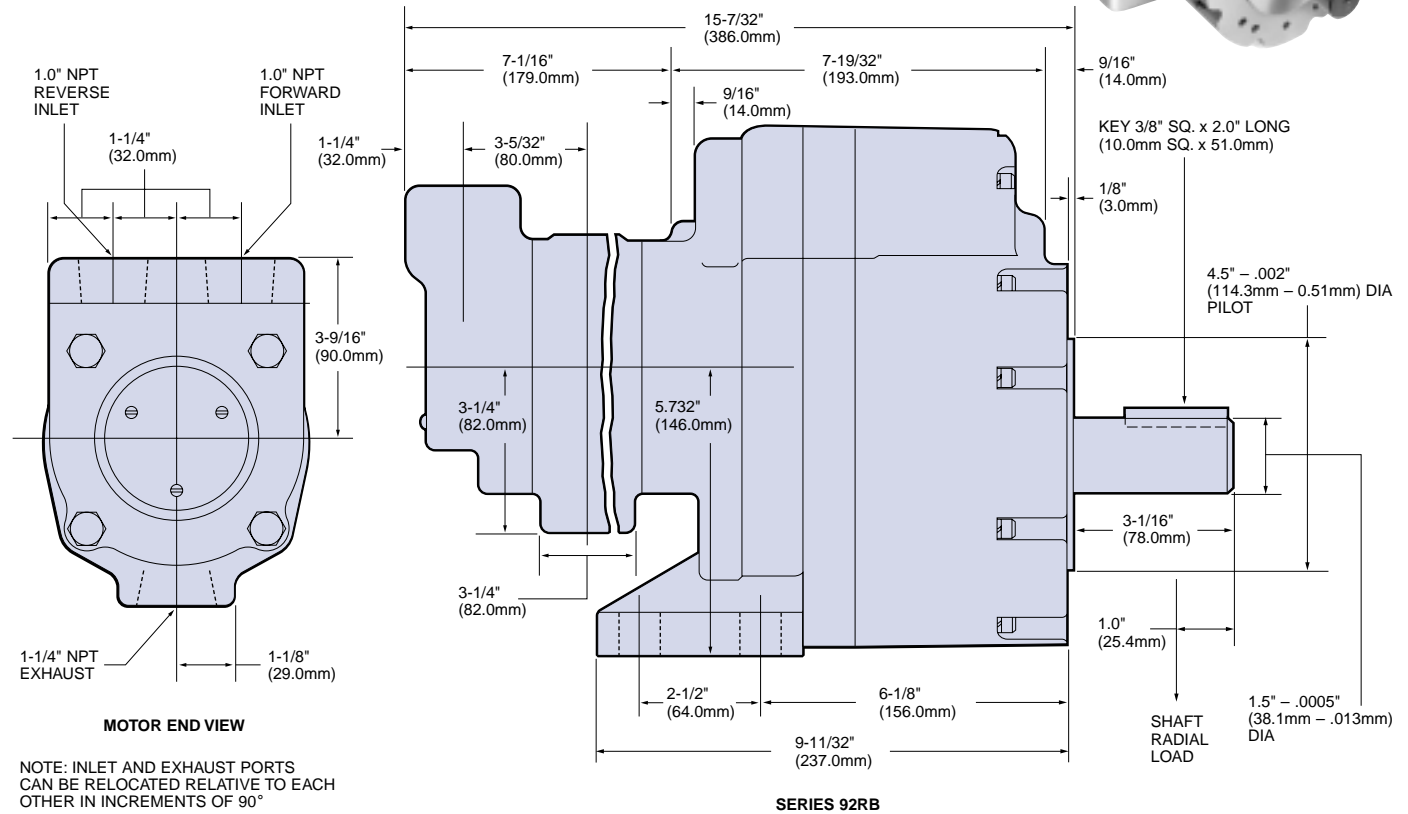 15-7/32"
(386.0mm)
7-1/16"
(179.0mm)
7-19/32"
(193.0mm)
9/16"
(14.0mm)
9/16"
(14.0mm)
1.0" NPT
REVERSE
INLET
1.0" NPT
FORWARD
INLET
1-1/4"
(32.0mm)
1-1/4"
(32.0mm)
3-5/32"
(80.0mm)
KEY 3/8" SQ. x 2.0" LONG
(10.0mm SQ. x 51.0mm)
1/8"
(3.0mm)
4.5" – .002"
(114.3mm – 0.51mm) DIA
PILOT
3-9/16"
(90.0mm)
3-1/4"
(82.0mm)
5.732"
(146.0mm)
3-1/16"
(78.0mm)
3-1/4"
(82.0mm)
1.0"
(25.4mm)
1-1/4" NPT
EXHAUST
1-1/8"
(29.0mm)
2-1/2"
(64.0mm)
6-1/8"
(156.0mm)
SHAFT
RADIAL
LOAD
1.5" – .0005"
(38.1mm – .013mm)
DIA
9-11/32"
(237.0mm)
MOTOR END VIEW
NOTE: INLET AND EXHAUST PORTS
CAN BE RELOCATED RELATIVE TO EACH
OTHER IN INCREMENTS OF 90°
SERIES 92RB